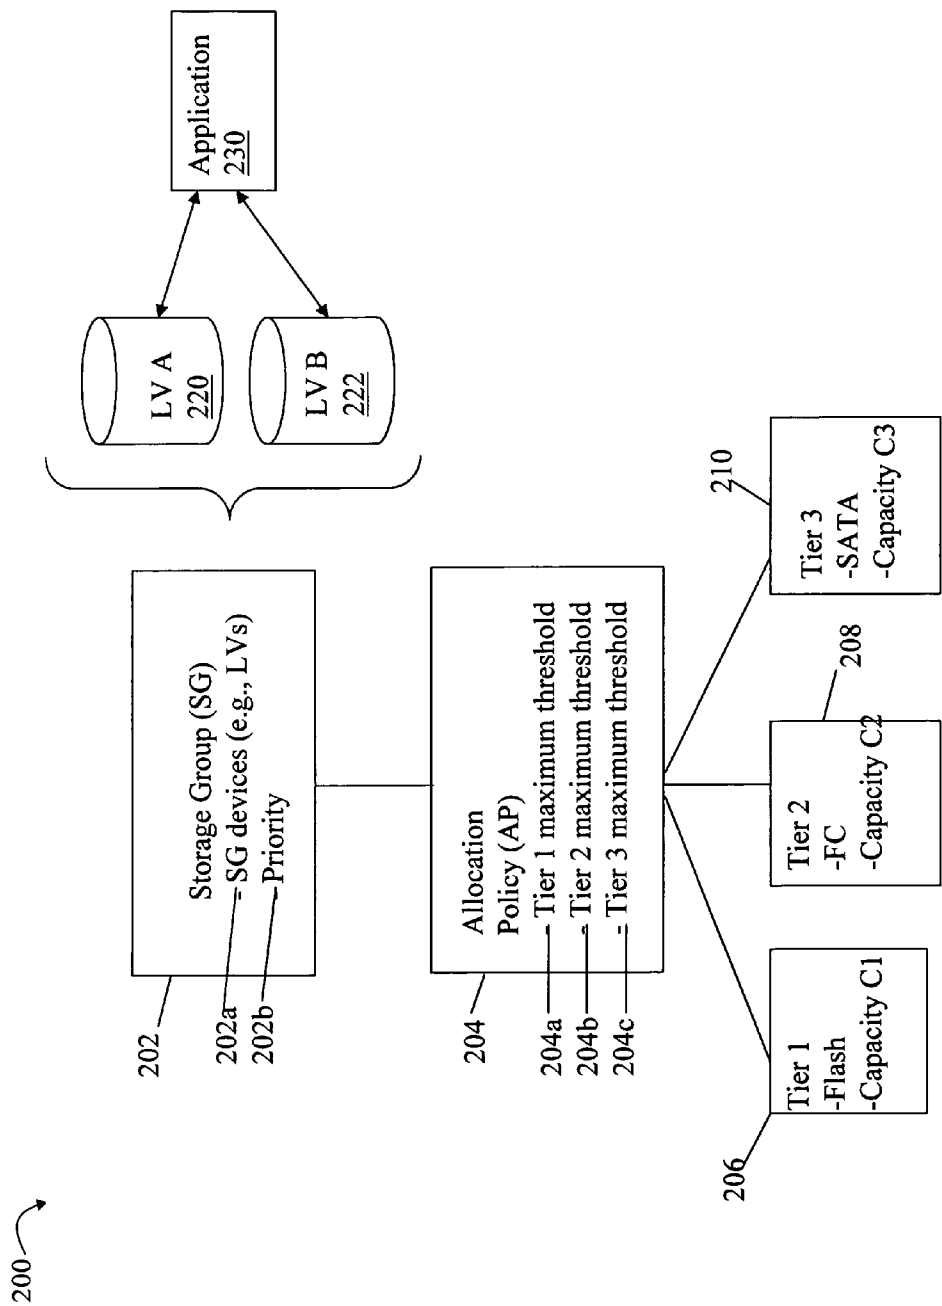 200
202
Storage Group (SG)
202a - SG devices (e.g., LVs)
202b - Priority
LV A
220
LV B
222
Application
230
204
Allocation
Policy (AP)
204a - Tier 1 maximum threshold
204b - Tier 2 maximum threshold
204c - Tier 3 maximum threshold
206
Tier 1
-Flash
-Capacity C1
208
Tier 2
-FC
-Capacity C2
210
Tier 3
-SATA
-Capacity C3